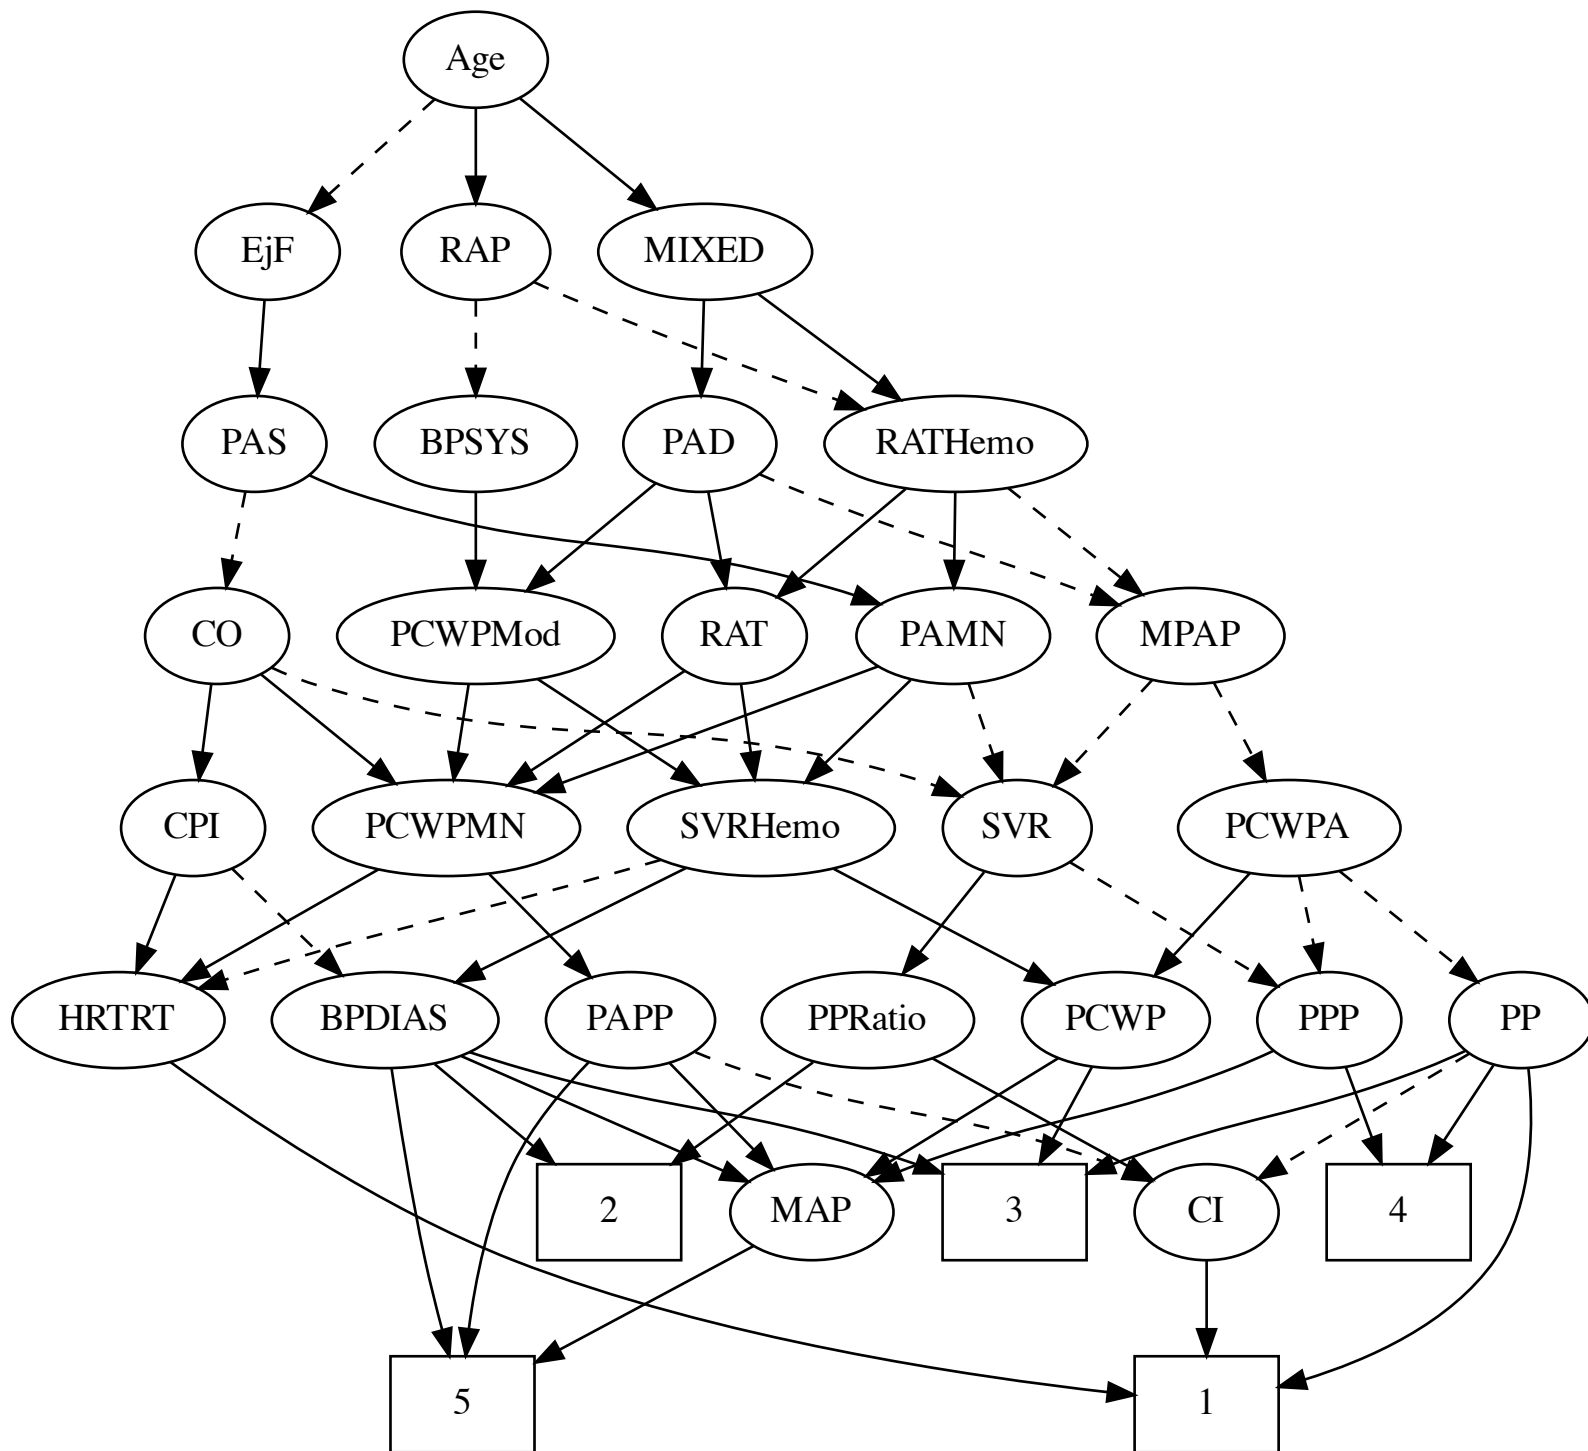 Age
EjF
RAP
MIXED
PAS
BPSYS
PAD
RATHemo
CO
PCWPMod
RAT
PAMN
MPAP
CPI
PCWPMN
SVRHemo
SVR
PCWPA
HRTRT
BPDIAS
PAPP
PPRatio
PCWP
PPP
PP
2
MAP
3
CI
4
5
1